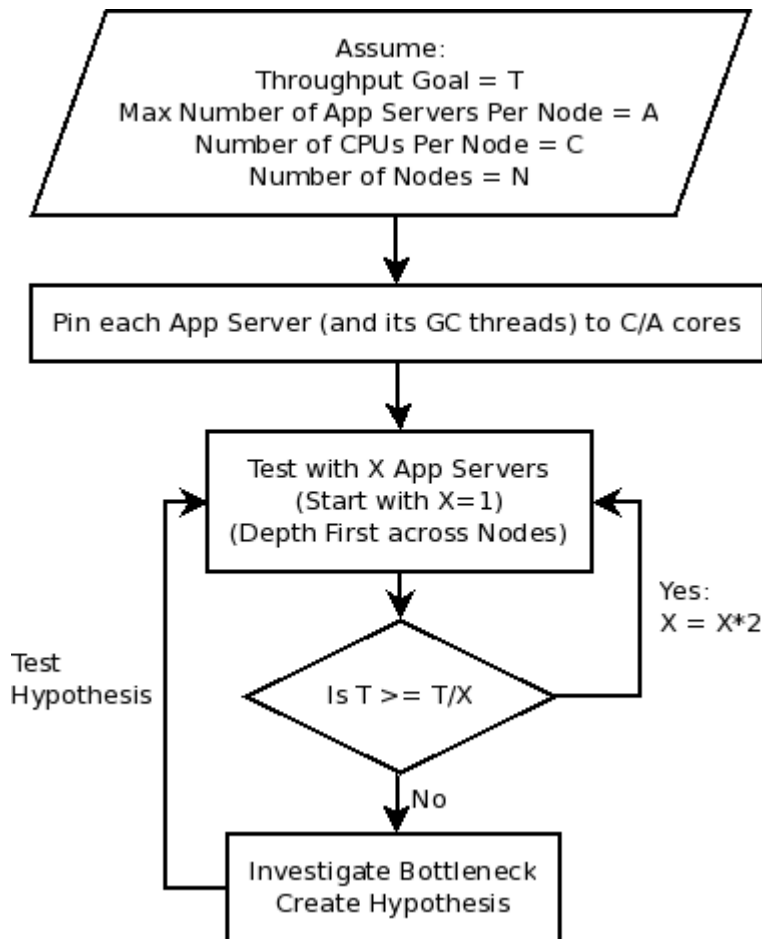 Assume:
Throughput Goal = T
Max Number of App Servers Per Node = A
Number of CPUs Per Node = C
Number of Nodes = N
Pin each App Server (and its GC threads) to C/A cores
Test with X App Servers
(Start with X=1)
(Depth First across Nodes)
Yes:
X = X*2
Test
Hypothesis
Is T >= T/X
No
Investigate Bottleneck
Create Hypothesis